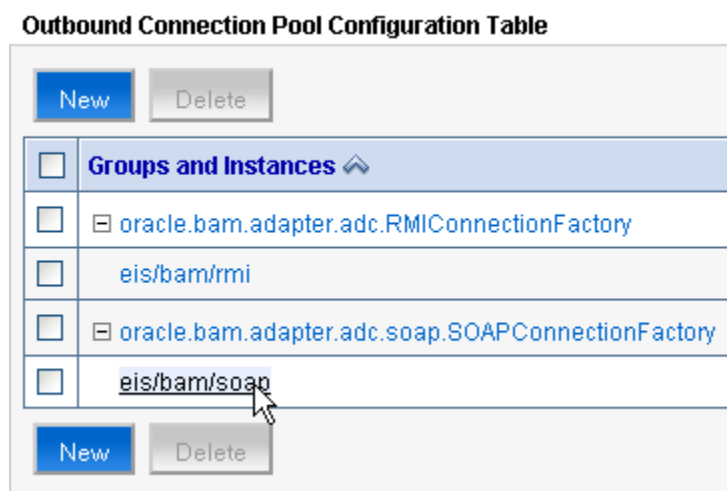 Outbound Connection Pool Configuration Table
New Delete
Groups and Instances
oracle.bam.adapter.adc.RMIConnectionFactory
eis/bam/rmi
oracle.bam.adapter.adc.soap.SOAPConnectionFactory
eis/bam/soap
New Delete